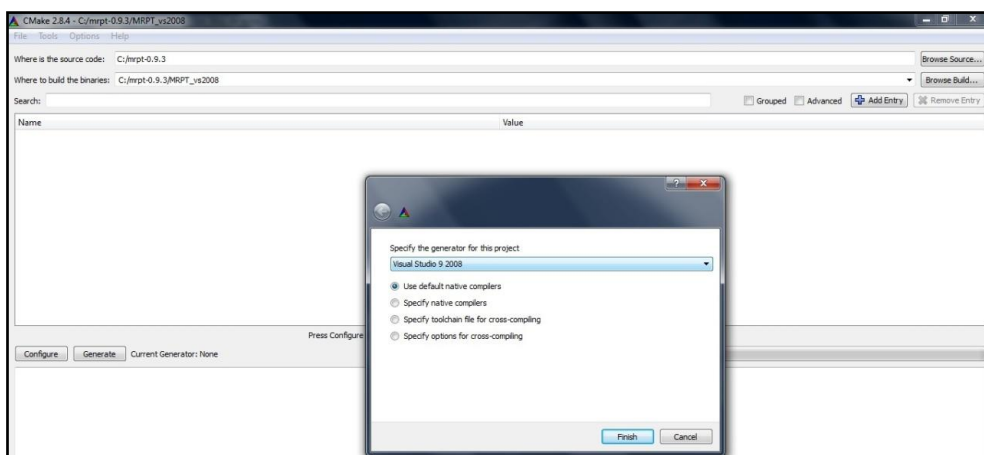 CMake 2.8.4 - C:/mrpt-0.9.3/MRPT_vs2008
File Tools Options Help
Where is the source code: C:/mrpt-0.9.3 Browse Source...
Where to build the binaries: C:/mrpt-0.9.3/MRPT_vs2008 Browse Build...
Search: Grouped Advanced Add Entry Remove Entry
Name Value
Specify the generator for this project
Visual Studio 9 2008
Use default native compilers
Specify native compilers
Specify toolchain file for cross-compiling
Specify options for cross-compiling
Press Configure
Configure Generate Current Generator: None
Finish Cancel